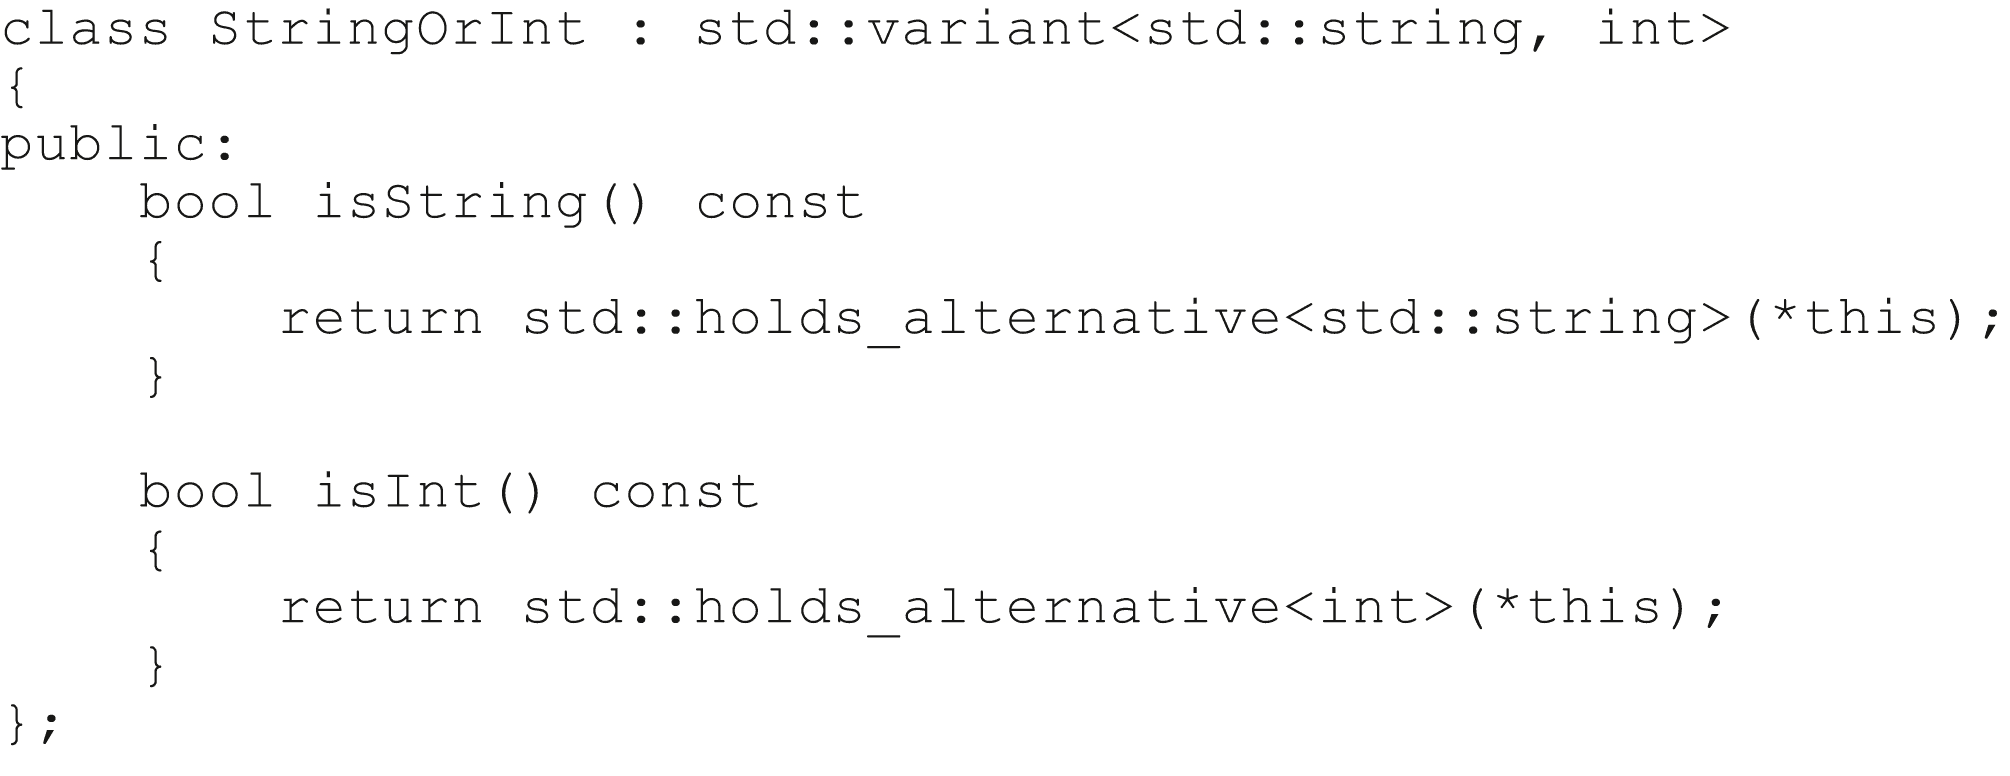 class StringOrInt : std::variant<std::string, int>
{
public:
    bool isString() const
    {
        return std::holds_alternative<std::string>(*this);
    }

    bool isInt() const
    {
        return std::holds_alternative<int>(*this);
    }
};